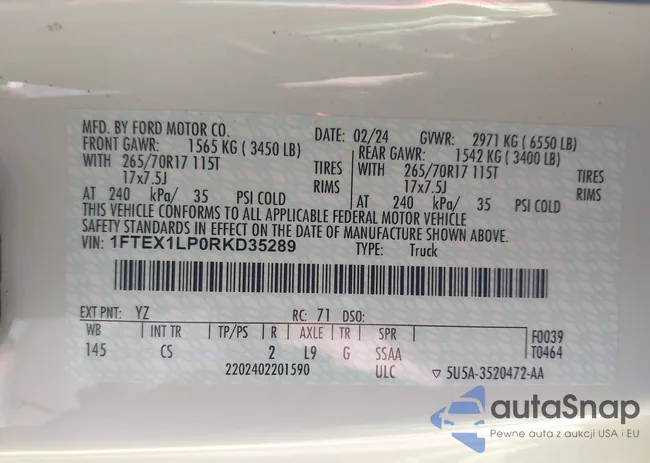 MFD. BY FORD MOTOR CO. DATE: 02/24 GVWR: 2971 KG (6550 LB)
FRONT GAWR: 1565 KG (3450 LB) REAR GAWR: 1542 KG (3400 LB)
WITH 265/70R17 115T TIRES WITH 265/70R17 115T TIRES
17x7.5J RIMS 17x7.5J RIMS
AT 240 kPa/ 35 PSI COLD AT 240 kPa/ 35 PSI COLD
THIS VEHICLE CONFORMS TO ALL APPLICABLE FEDERAL MOTOR VEHICLE
SAFETY STANDARDS IN EFFECT ON THE DATE OF MANUFACTURE SHOWN ABOVE.
VIN: 1FTEX1LP0RKD35289 TYPE: Truck
EXT PNT: YZ RC: 71 DSO:
WB INT TR TP/PS R AXLE TR SPR F0039
145 CS 2 L9 G SSAA T0464
2202402201590 ULC ▽ 5U5A-3520472-AA
autaSnap
Pewne auta z aukcji USA i EU